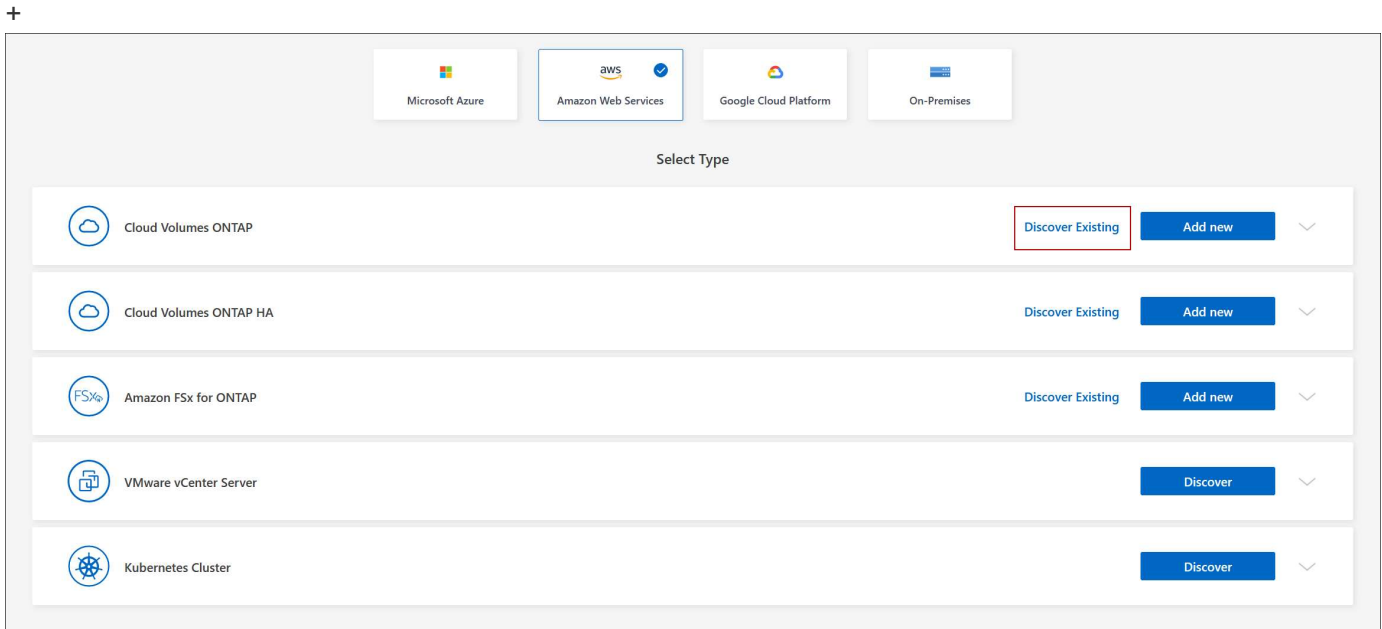 +
aws
Microsoft Azure
Amazon Web Services
Google Cloud Platform
On-Premises
Select Type
Cloud Volumes ONTAP
Discover Existing
Add new
Cloud Volumes ONTAP HA
Discover Existing
Add new
FSx
Amazon FSx for ONTAP
Discover Existing
Add new
VMware vCenter Server
Discover
Kubernetes Cluster
Discover